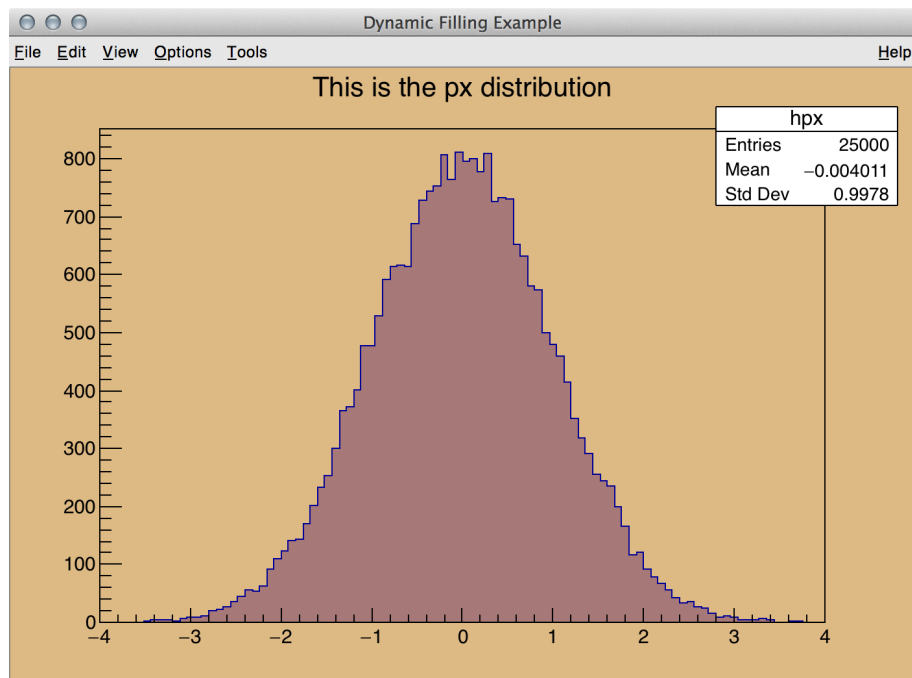 Dynamic Filling Example
File Edit View Options Tools Help
This is the px distribution
hpx
Entries 25000
Mean −0.004011
Std Dev 0.9978
800
700
600
500
400
300
200
100
0
−4 −3 −2 −1 0 1 2 3 4